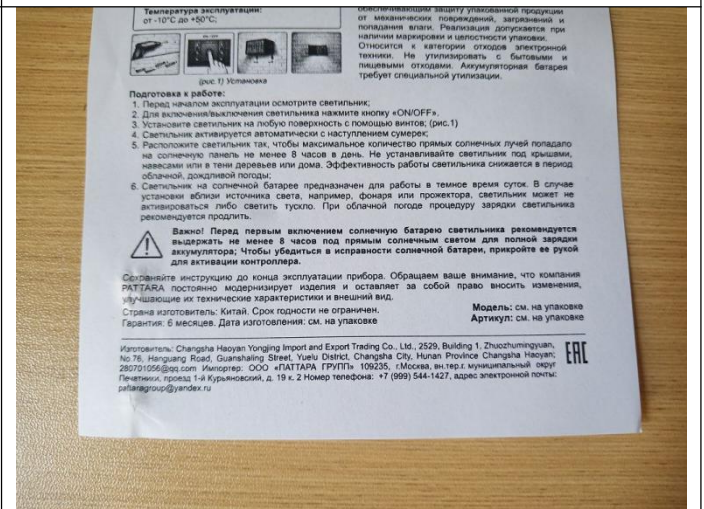 Температура эксплуатации:
от -10°С до +50°С;
обеспечивающим защиту упакованной продукции
от механических повреждений, загрязнений и
попадания влаги. Реализация допускается при
наличии маркировки и целостности упаковки.
Относится к категории отходов электронной
техники. Не утилизировать с бытовыми и
пищевыми отходами. Аккумуляторная батарея
требует специальной утилизации.
(рис.1) Установка
Подготовка к работе:
1. Перед началом эксплуатации осмотрите светильник;
2. Для включения/выключения светильника нажмите кнопку «ON/OFF».
3. Установите светильник на любую поверхность с помощью винтов; (рис.1)
4. Светильник активируется автоматически с наступлением сумерек;
5. Расположите светильник так, чтобы максимальное количество прямых солнечных лучей попадало
на солнечную панель не менее 8 часов в день. Не устанавливайте светильник под крышами,
навесами или в тени деревьев или дома. Эффективность работы светильника снижается в период
облачной, дождливой погоды;
6. Светильник на солнечной батарее предназначен для работы в темное время суток. В случае
установки вблизи источника света, например, фонаря или прожектора, светильник может не
активироваться либо светить тускло. При облачной погоде процедуру зарядки светильника
рекомендуется продлить.
Важно! Перед первым включением солнечную батарею светильника рекомендуется
выдержать не менее 8 часов под прямым солнечным светом для полной зарядки
аккумулятора; Чтобы убедиться в исправности солнечной батареи, прикройте ее рукой
для активации контроллера.
Сохраняйте инструкцию до конца эксплуатации прибора. Обращаем ваше внимание, что компания
PATTARA постоянно модернизирует изделия и оставляет за собой право вносить изменения,
улучшающие их технические характеристики и внешний вид.
Страна изготовитель: Китай. Срок годности не ограничен.
Гарантия: 6 месяцев. Дата изготовления: см. на упаковке
Модель: см. на упаковке
Артикул: см. на упаковке
Изготовитель: Changsha Haoyan Yongjing Import and Export Trading Co., Ltd., 2529, Building 1, Zhuozhumingyuan,
No.76, Hanguang Road, Guanshaling Street, Yuelu District, Changsha City, Hunan Province Changsha Haoyan;
280701056@qq.com Импортер: ООО «ПАТТАРА ГРУПП» 109235, г.Москва, вн.тер.г. муниципальный округ
Печатники, проезд 1-й Курьяновский, д. 19 к. 2 Номер телефона: +7 (999) 544-1427, адрес электронной почты:
pattaragroup@yandex.ru
EAC